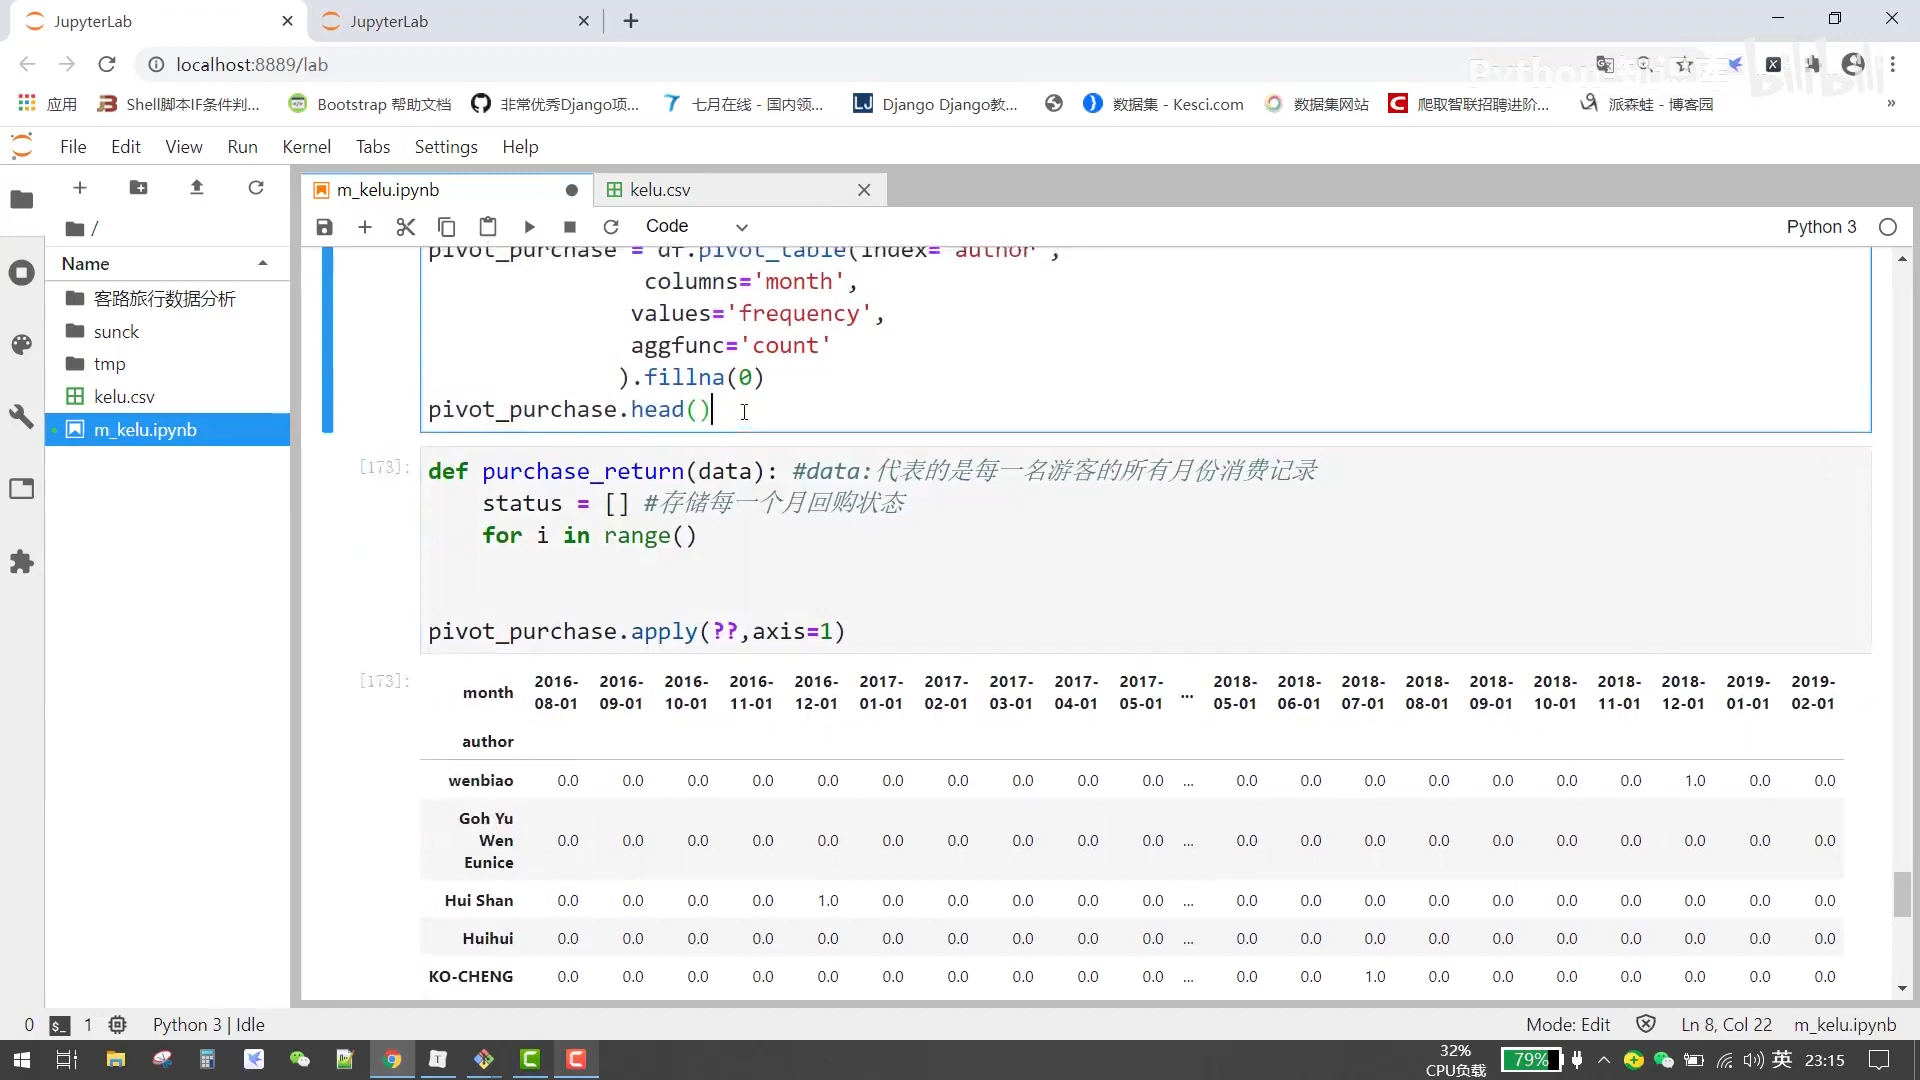 JupyterLab
JupyterLab
localhost:8889/lab
Python知识库 bilibili
应用
Shell脚本IF条件判...
Bootstrap 帮助文档
非常优秀Django项...
七月在线 - 国内领...
Django Django教...
数据集 - Kesci.com
数据集网站
爬取智联招聘进阶...
派森蛙 - 博客园
»
File Edit View Run Kernel Tabs Settings Help
m_kelu.ipynb
kelu.csv
/
Code
Python 3
Name
客路旅行数据分析
sunck
tmp
kelu.csv
m_kelu.ipynb
pivot_purchase = df.pivot_table(index='author',
columns='month',
values='frequency',
aggfunc='count'
).fillna(0)
pivot_purchase.head()
[173]:
def purchase_return(data): #data:代表的是每一名游客的所有月份消费记录
status = [] #存储每一个月回购状态
for i in range()
pivot_purchase.apply(??,axis=1)
[173]:
month 2016-08-01 2016-09-01 2016-10-01 2016-11-01 2016-12-01 2017-01-01 2017-02-01 2017-03-01 2017-04-01 2017-05-01 ... 2018-05-01 2018-06-01 2018-07-01 2018-08-01 2018-09-01 2018-10-01 2018-11-01 2018-12-01 2019-01-01 2019-02-01
author
wenbiao 0.0 0.0 0.0 0.0 0.0 0.0 0.0 0.0 0.0 0.0 ... 0.0 0.0 0.0 0.0 0.0 0.0 0.0 1.0 0.0 0.0
Goh Yu Wen Eunice 0.0 0.0 0.0 0.0 0.0 0.0 0.0 0.0 0.0 0.0 ... 0.0 0.0 0.0 0.0 0.0 0.0 0.0 0.0 0.0 0.0
Hui Shan 0.0 0.0 0.0 0.0 1.0 0.0 0.0 0.0 0.0 0.0 ... 0.0 0.0 0.0 0.0 0.0 0.0 0.0 0.0 0.0 0.0
Huihui 0.0 0.0 0.0 0.0 0.0 0.0 0.0 0.0 0.0 0.0 ... 0.0 0.0 0.0 0.0 0.0 0.0 0.0 0.0 0.0 0.0
KO-CHENG 0.0 0.0 0.0 0.0 0.0 0.0 0.0 0.0 0.0 0.0 ... 0.0 0.0 1.0 0.0 0.0 0.0 0.0 0.0 0.0 0.0
0 1 Python 3 | Idle
Mode: Edit Ln 8, Col 22 m_kelu.ipynb
32%
CPU负载
79%
英
23:15